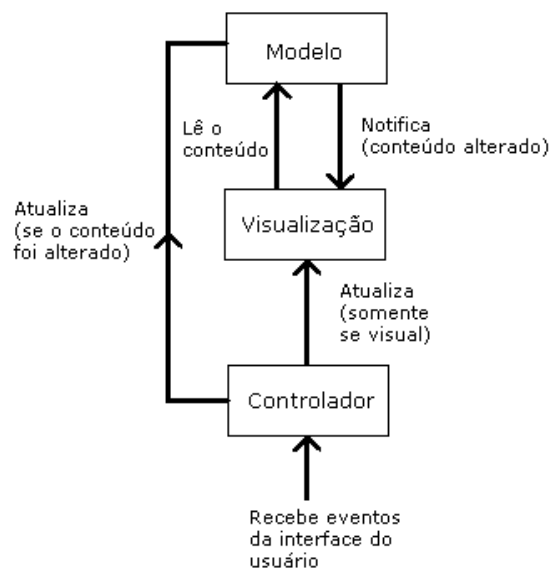 Modelo
Lê o
conteúdo
Notifica
(conteúdo alterado)
Atualiza
(se o conteúdo
foi alterado)
Visualização
Atualiza
(somente
se visual)
Controlador
Recebe eventos
da interface do
usuário